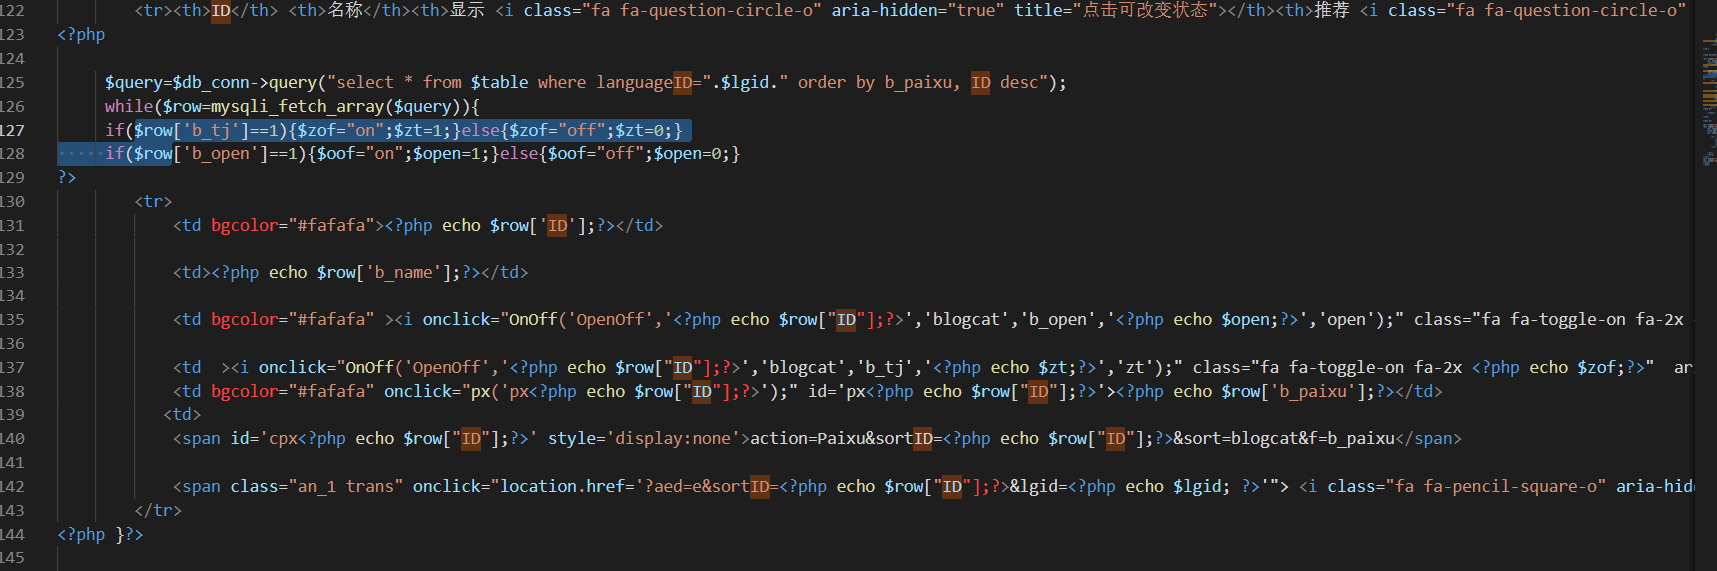 122 <tr><th>ID</th> <th>名称</th><th>显示 <i class="fa fa-question-circle-o" aria-hidden="true" title="点击可改变状态"></th><th>推荐 <i class="fa fa-question-circle-o"
123 <?php
124
125 $query=$db_conn->query("select * from $table where languageID=".$lgid." order by b_paixu, ID desc");
126 while($row=mysqli_fetch_array($query)){
127 if($row['b_tj']==1){$zof="on";$zt=1;}else{$zof="off";$zt=0;}
128 if($row['b_open']==1){$oof="on";$open=1;}else{$oof="off";$open=0;}
129 ?>
130 <tr>
131 <td bgcolor="#fafafa"><?php echo $row['ID'];?></td>
132
133 <td><?php echo $row['b_name'];?></td>
134
135 <td bgcolor="#fafafa" ><i onclick="OnOff('OpenOff','<?php echo $row["ID"];?>','blogcat','b_open','<?php echo $open;?>','open');" class="fa fa-toggle-on fa-2x
136
137 <td ><i onclick="OnOff('OpenOff','<?php echo $row["ID"];?>','blogcat','b_tj','<?php echo $zt;?>','zt');" class="fa fa-toggle-on fa-2x <?php echo $zof;?>" ar
138 <td bgcolor="#fafafa" onclick="px('px<?php echo $row["ID"];?>');" id='px<?php echo $row["ID"];?>'><?php echo $row['b_paixu'];?></td>
139 <td>
140 <span id='cpx<?php echo $row["ID"];?>' style='display:none'>action=Paixu&sortID=<?php echo $row["ID"];?>&sort=blogcat&f=b_paixu</span>
141
142 <span class="an_1 trans" onclick="location.href='?aed=e&sortID=<?php echo $row["ID"];?>&lgid=<?php echo $lgid; ?>'"> <i class="fa fa-pencil-square-o" aria-hid
143 </tr>
144 <?php }?>
145